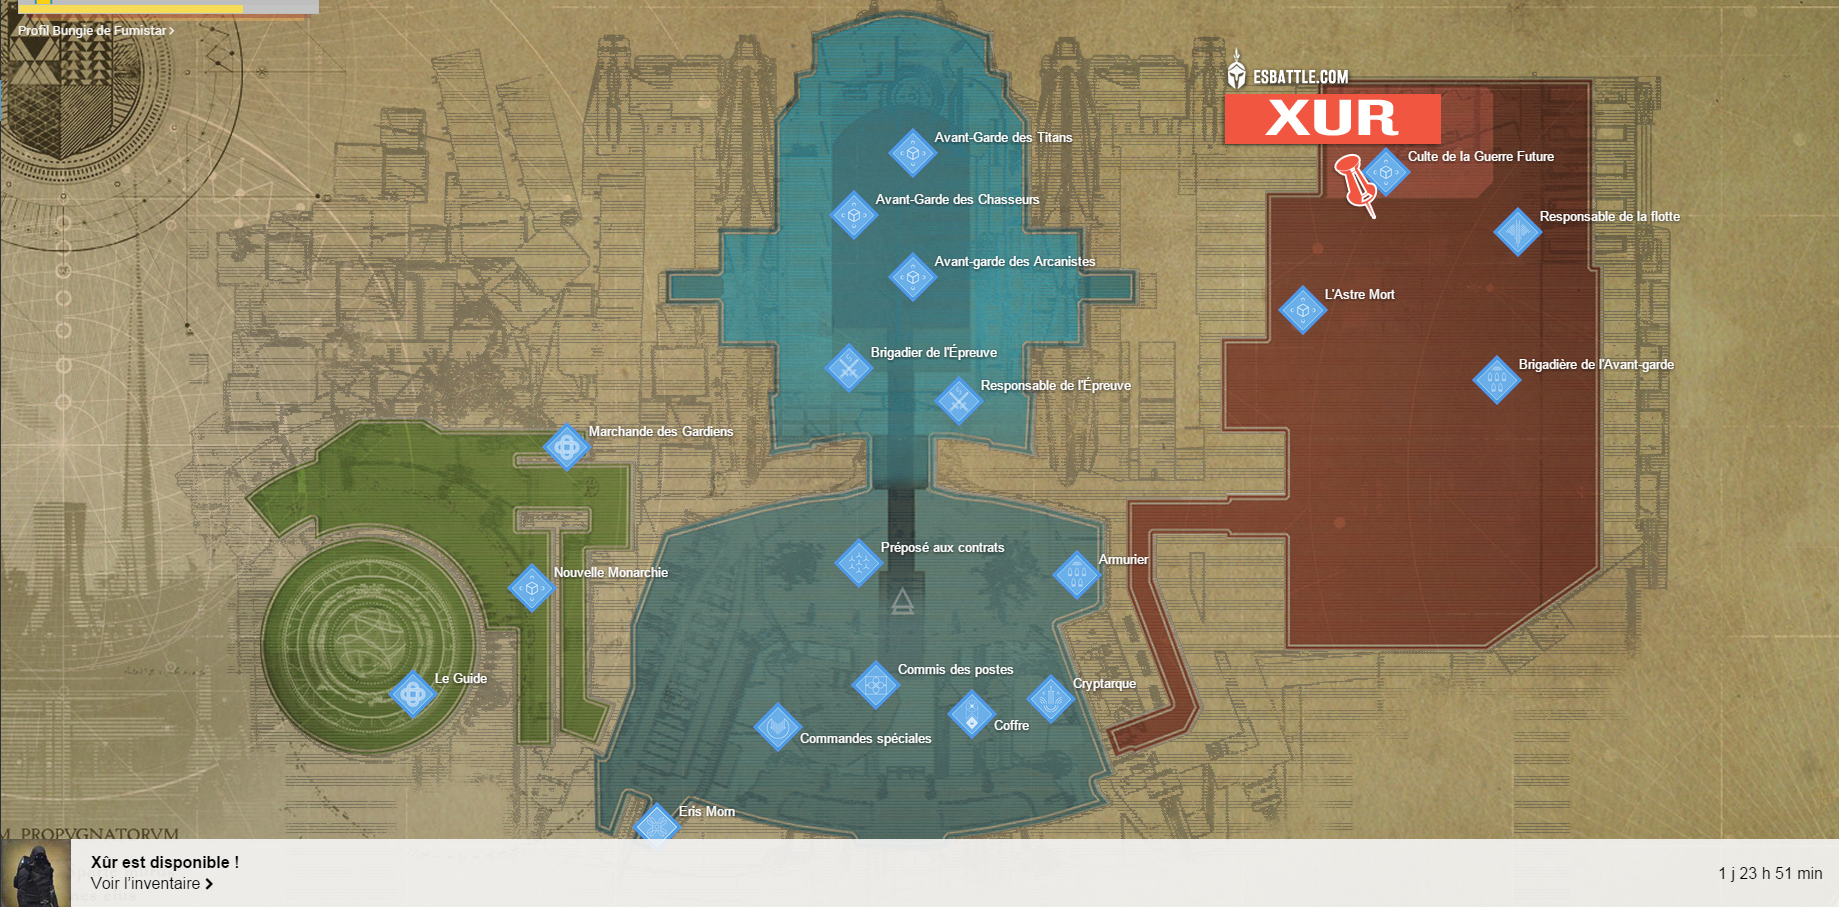 Profil Bungie de Fumistar >
ESBATTLE.COM
XUR
Avant-Garde des Titans
Culte de la Guerre Future
Avant-Garde des Chasseurs
Responsable de la flotte
Avant-garde des Arcanistes
L'Astre Mort
Brigadier de l'Épreuve
Brigadière de l'Avant-garde
Responsable de l'Épreuve
Marchande des Gardiens
Préposé aux contrats
Armurier
Nouvelle Monarchie
Commis des postes
Le Guide
Cryptarque
Coffre
Commandes spéciales
Eris Morn
M PROPVGNATORVM
Xûr est disponible !
Voir l'inventaire >
1 j 23 h 51 min